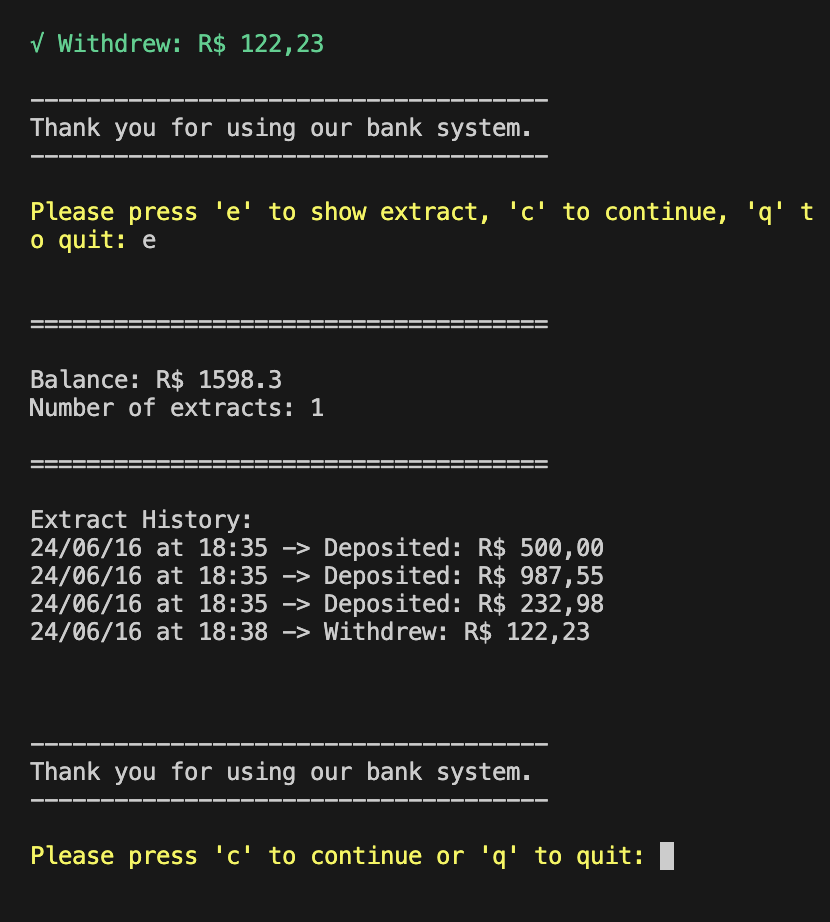 √ Withdrew: R$ 122,23
-------------------------------------
Thank you for using our bank system.
-------------------------------------
Please press 'e' to show extract, 'c' to continue, 'q' t
o quit: e
=====================================
Balance: R$ 1598.3
Number of extracts: 1
=====================================
Extract History:
24/06/16 at 18:35 -> Deposited: R$ 500,00
24/06/16 at 18:35 -> Deposited: R$ 987,55
24/06/16 at 18:35 -> Deposited: R$ 232,98
24/06/16 at 18:38 -> Withdrew: R$ 122,23
-------------------------------------
Thank you for using our bank system.
-------------------------------------
Please press 'c' to continue or 'q' to quit: